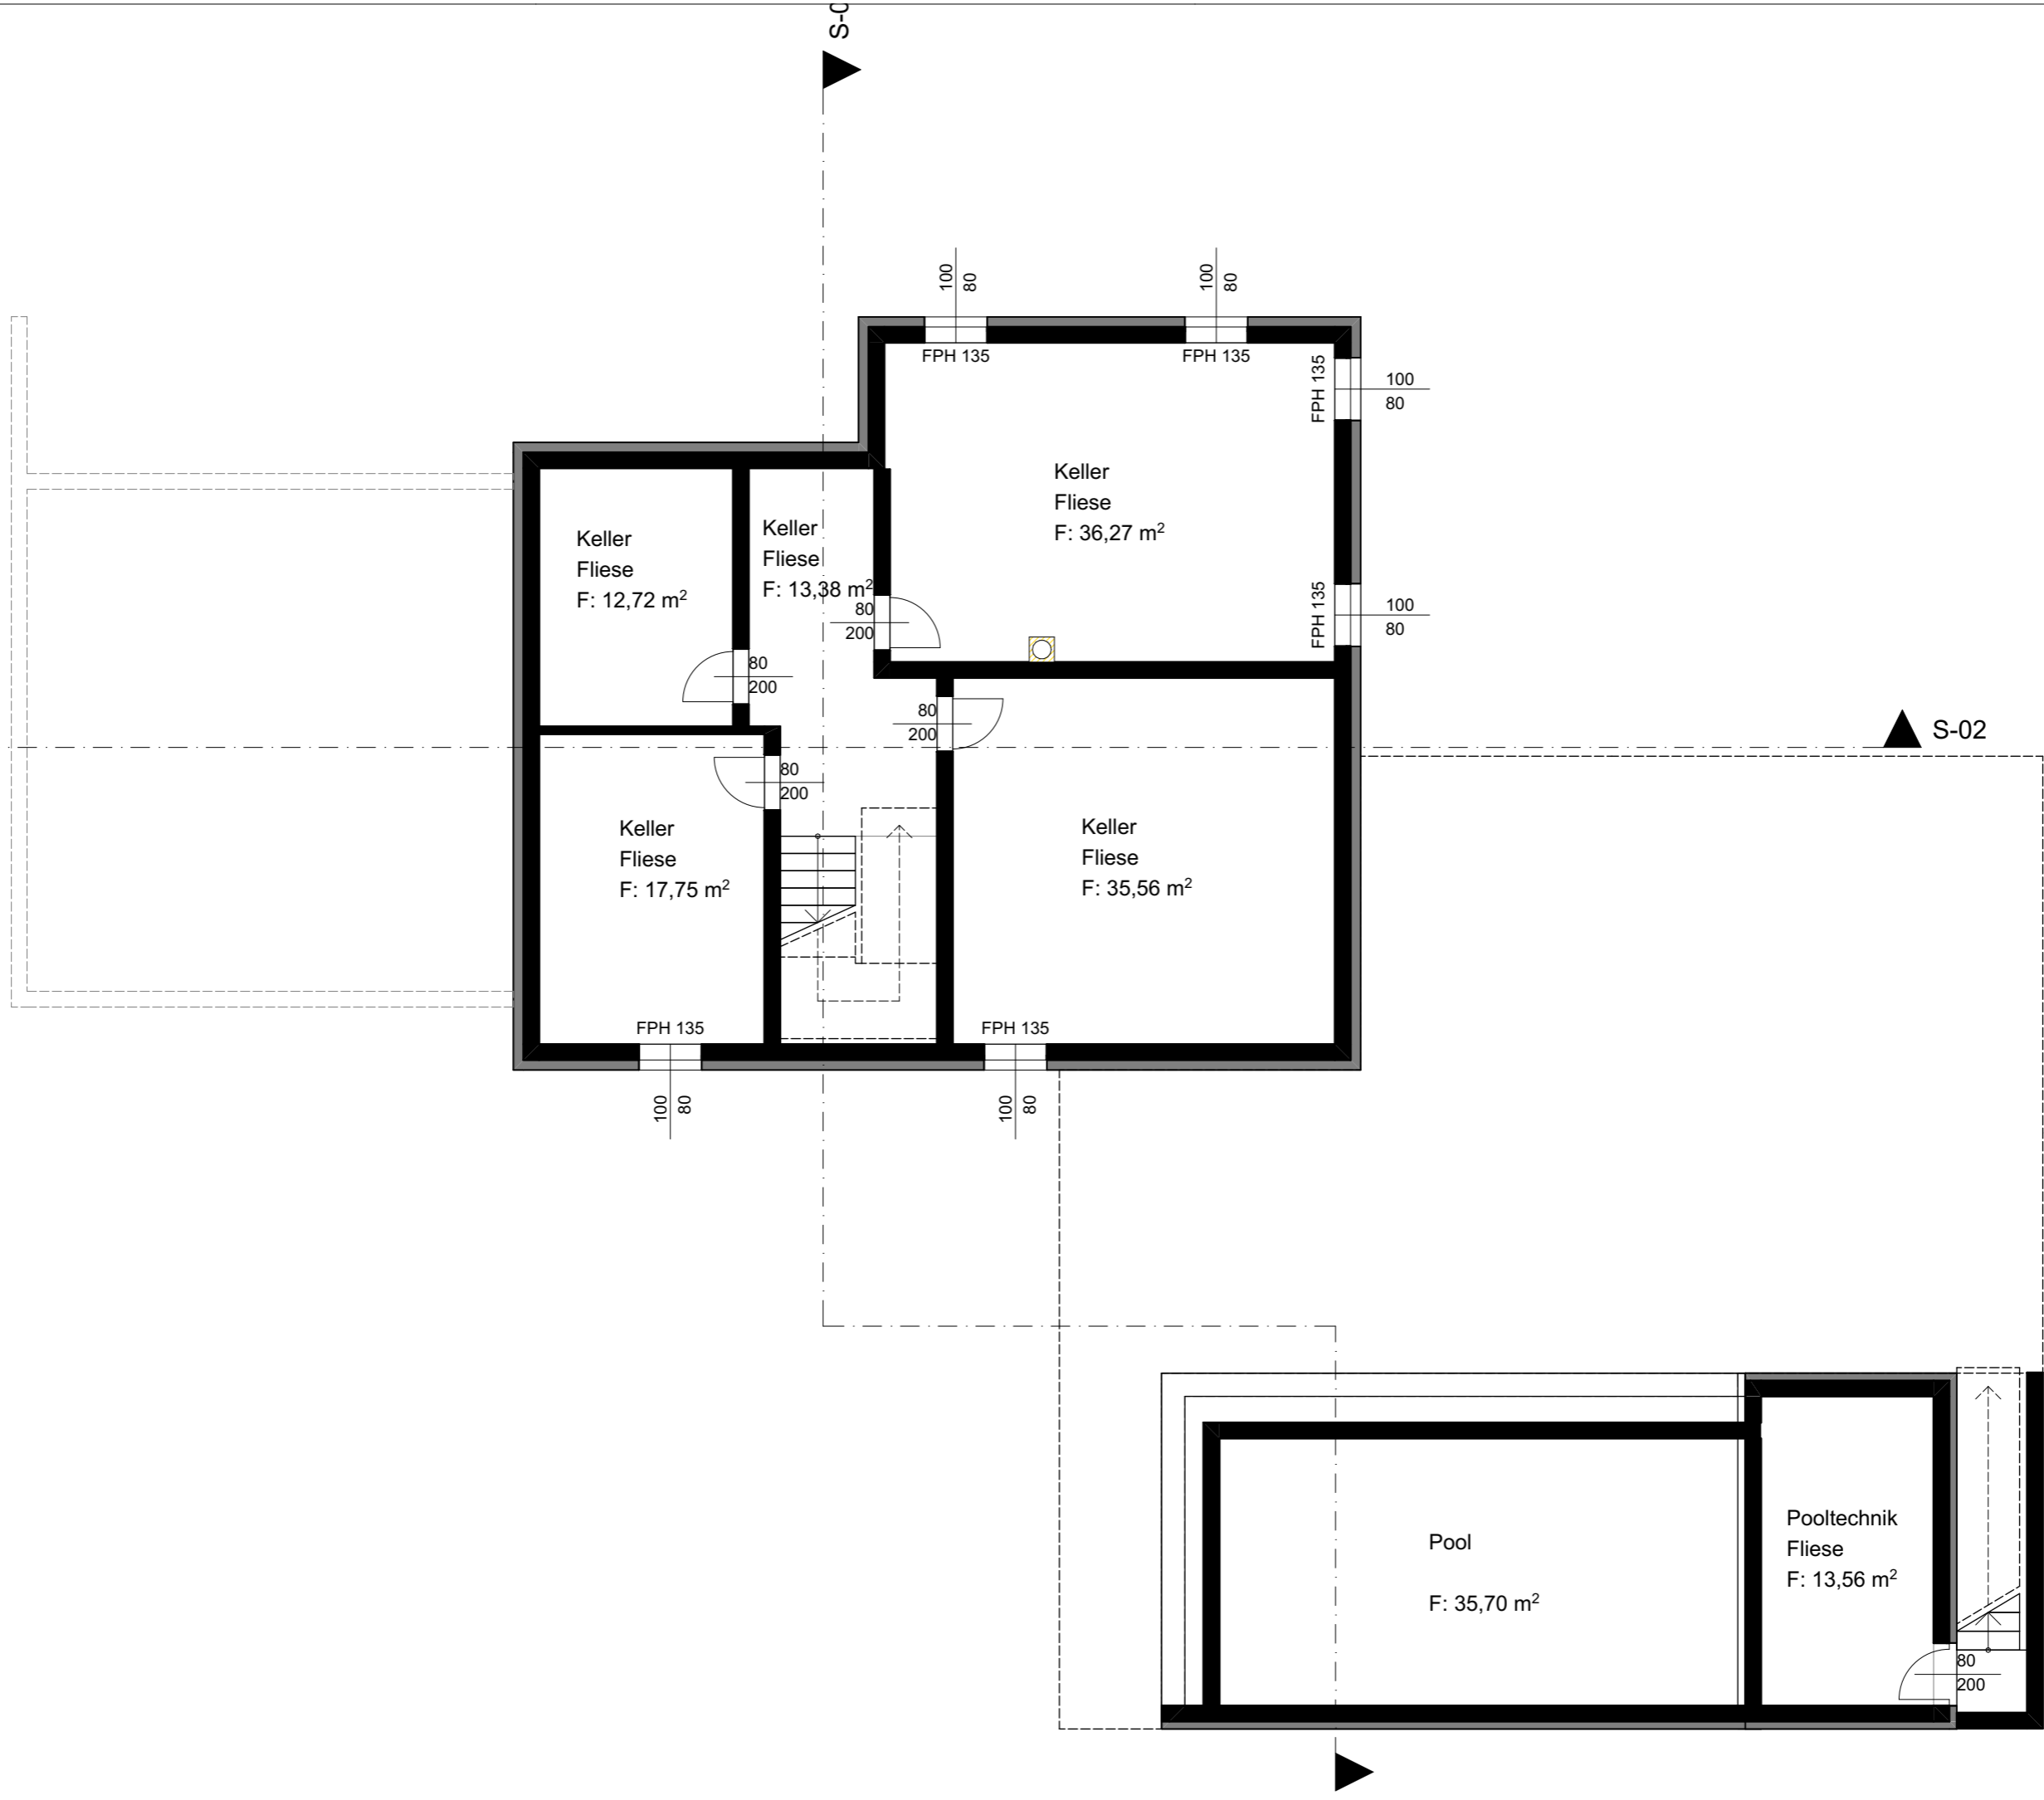 100
80
100
80
FPH 135
FPH 135
FPH 135
100
80
Keller
Fliese
F: 36,27 m²
Keller
Fliese
F: 12,72 m²
Keller
Fliese
F: 13,38 m²
80
200
FPH 135
100
80
80
200
80
200
S-02
80
200
Keller
Fliese
F: 17,75 m²
Keller
Fliese
F: 35,56 m²
FPH 135
FPH 135
100
80
100
80
Pool
F: 35,70 m²
Pooltechnik
Fliese
F: 13,56 m²
80
200